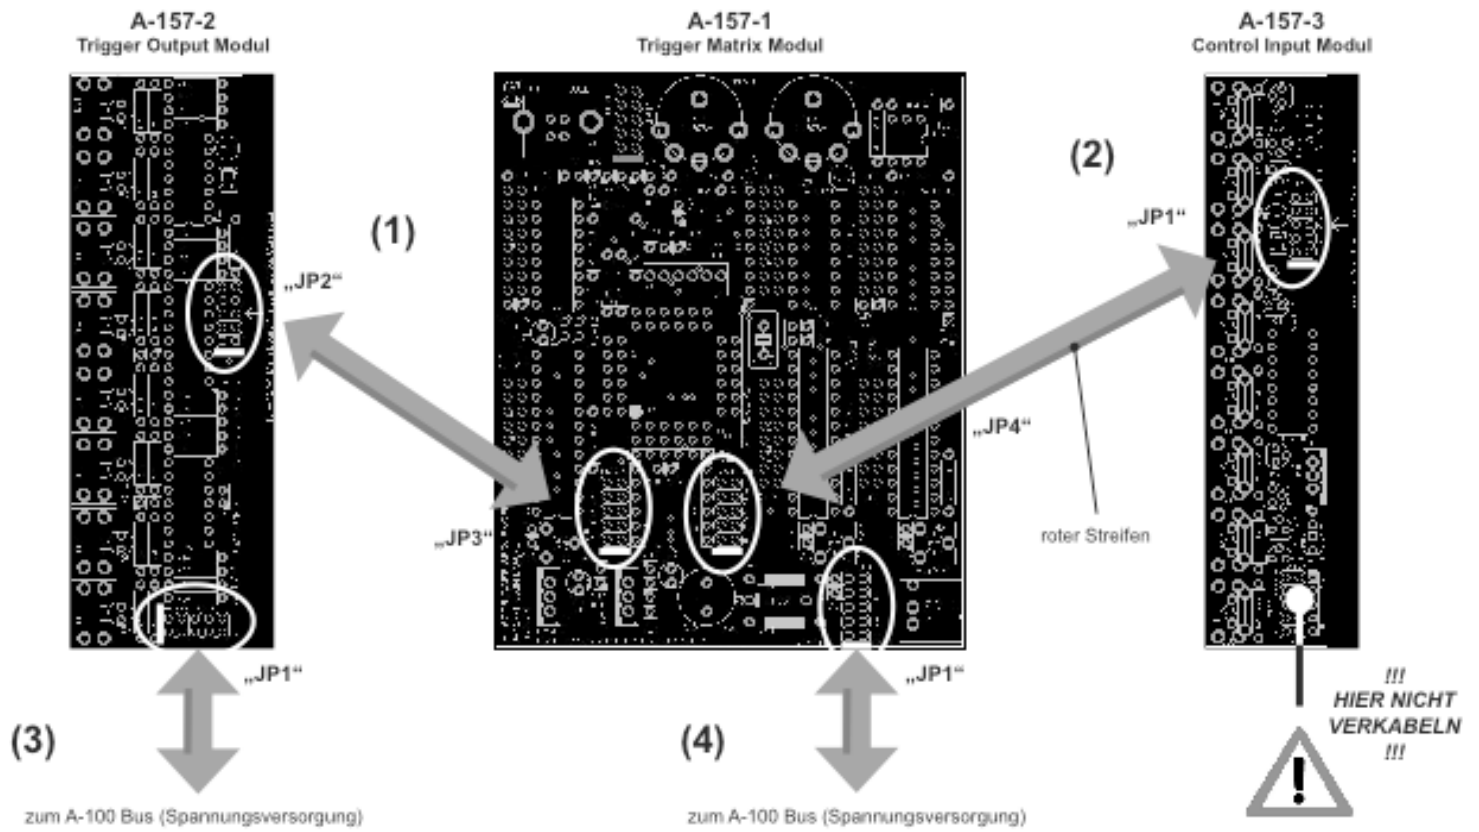 A-157-2
Trigger Output Modul
A-157-1
Trigger Matrix Modul
A-157-3
Control Input Modul
(1)
(2)
„JP1“
„JP2“
„JP4“
„JP3“
roter Streifen
„JP1“
„JP1“
(3)
(4)
!!!
HIER NICHT
VERKABELN
!!!
!
zum A-100 Bus (Spannungsversorgung)
zum A-100 Bus (Spannungsversorgung)